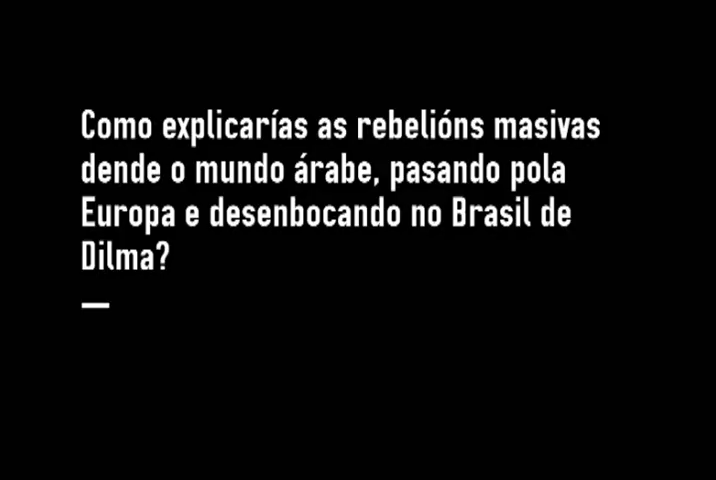 Como explicarías as rebelións masivas
dende o mundo árabe, pasando pola
Europa e desenbocando no Brasil de
Dilma?